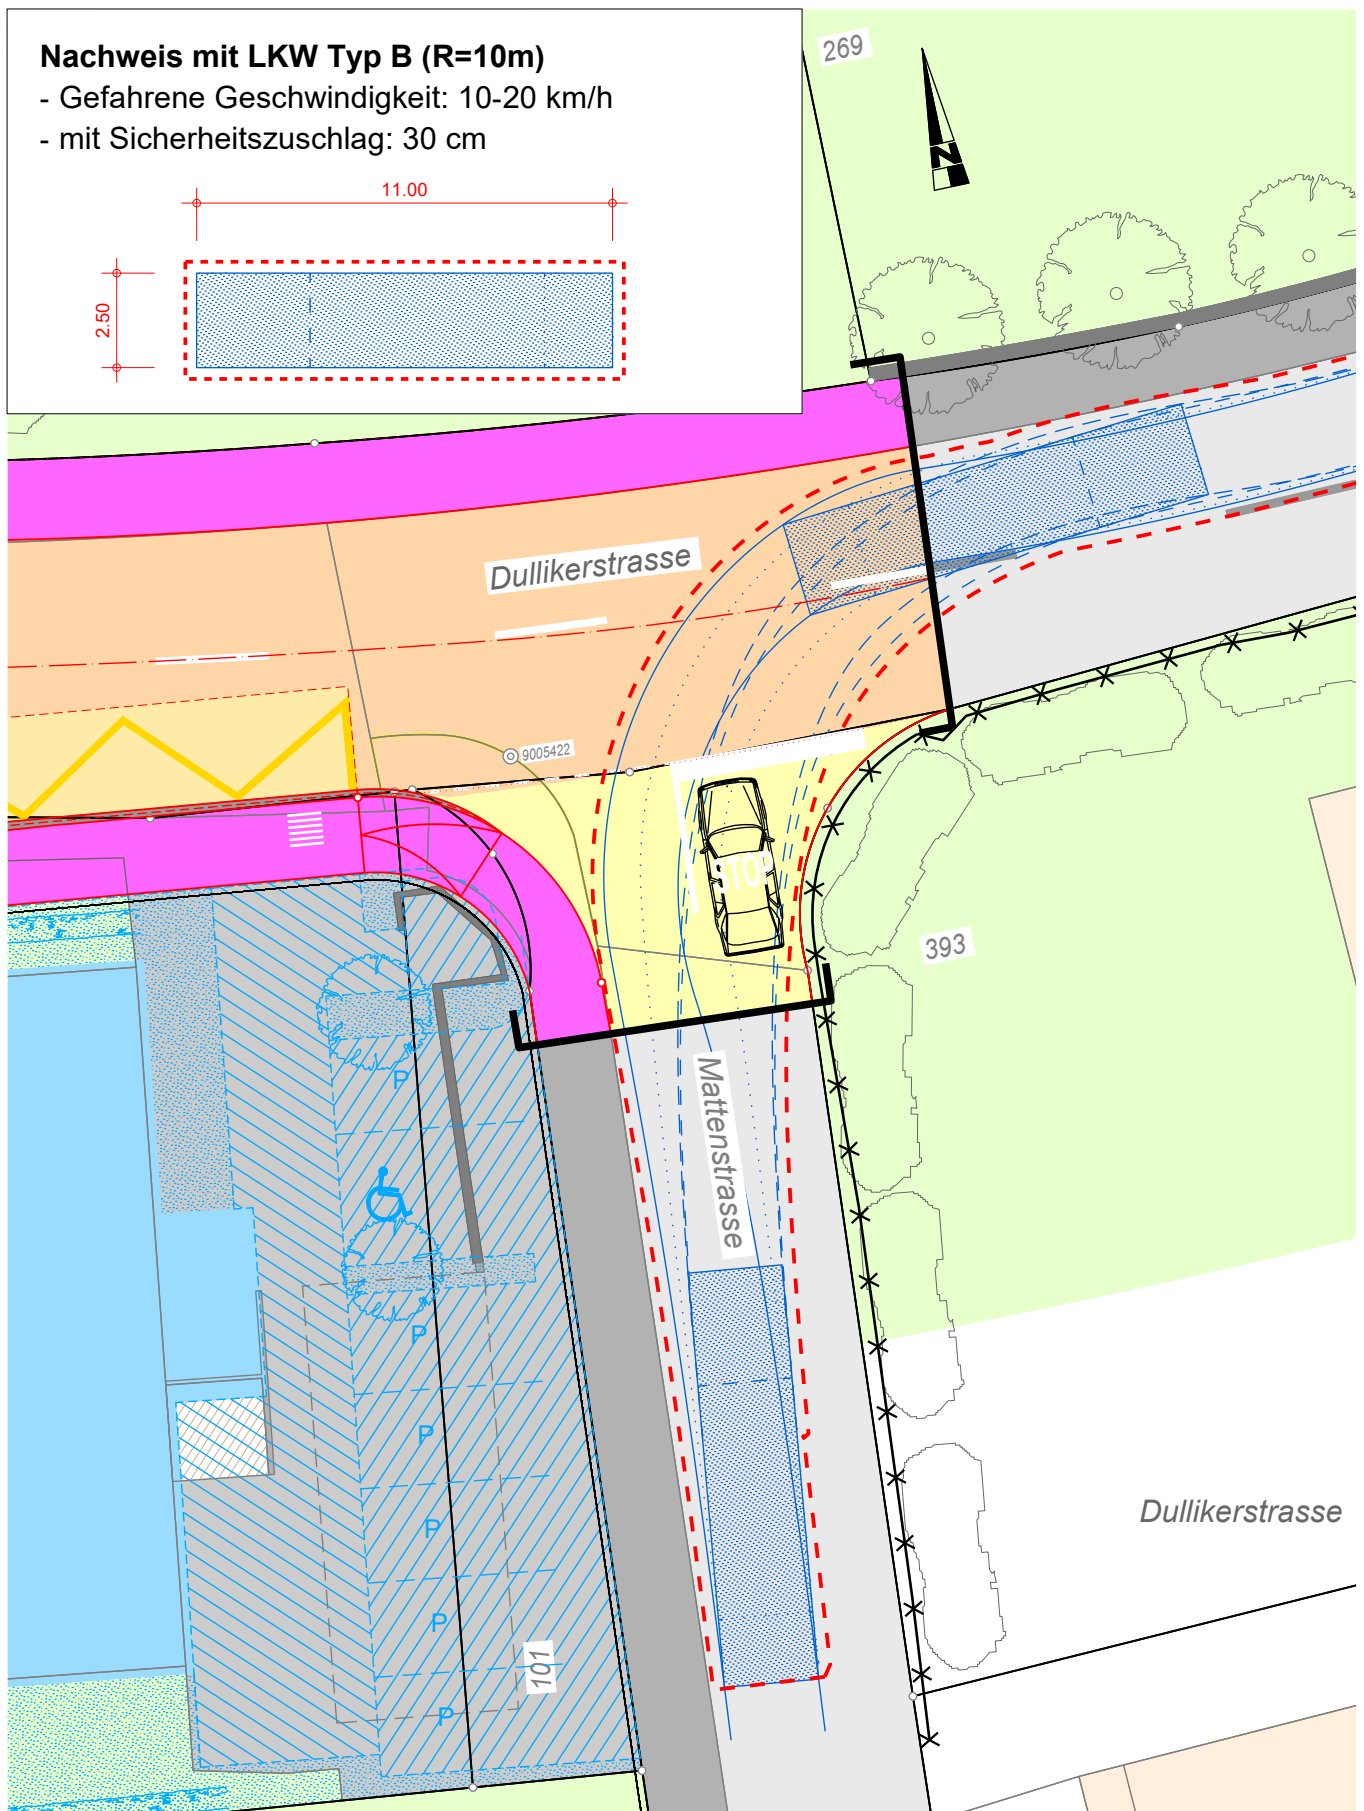 Nachweis mit LKW Typ B (R=10m)
- Gefahrene Geschwindigkeit: 10-20 km/h
- mit Sicherheitszuschlag: 30 cm
11.00
2.50
269
N
Dullikerstrasse
9005422
STOP
393
Mattenstrasse
P
P
P
P
P
P
101
Dullikerstrasse